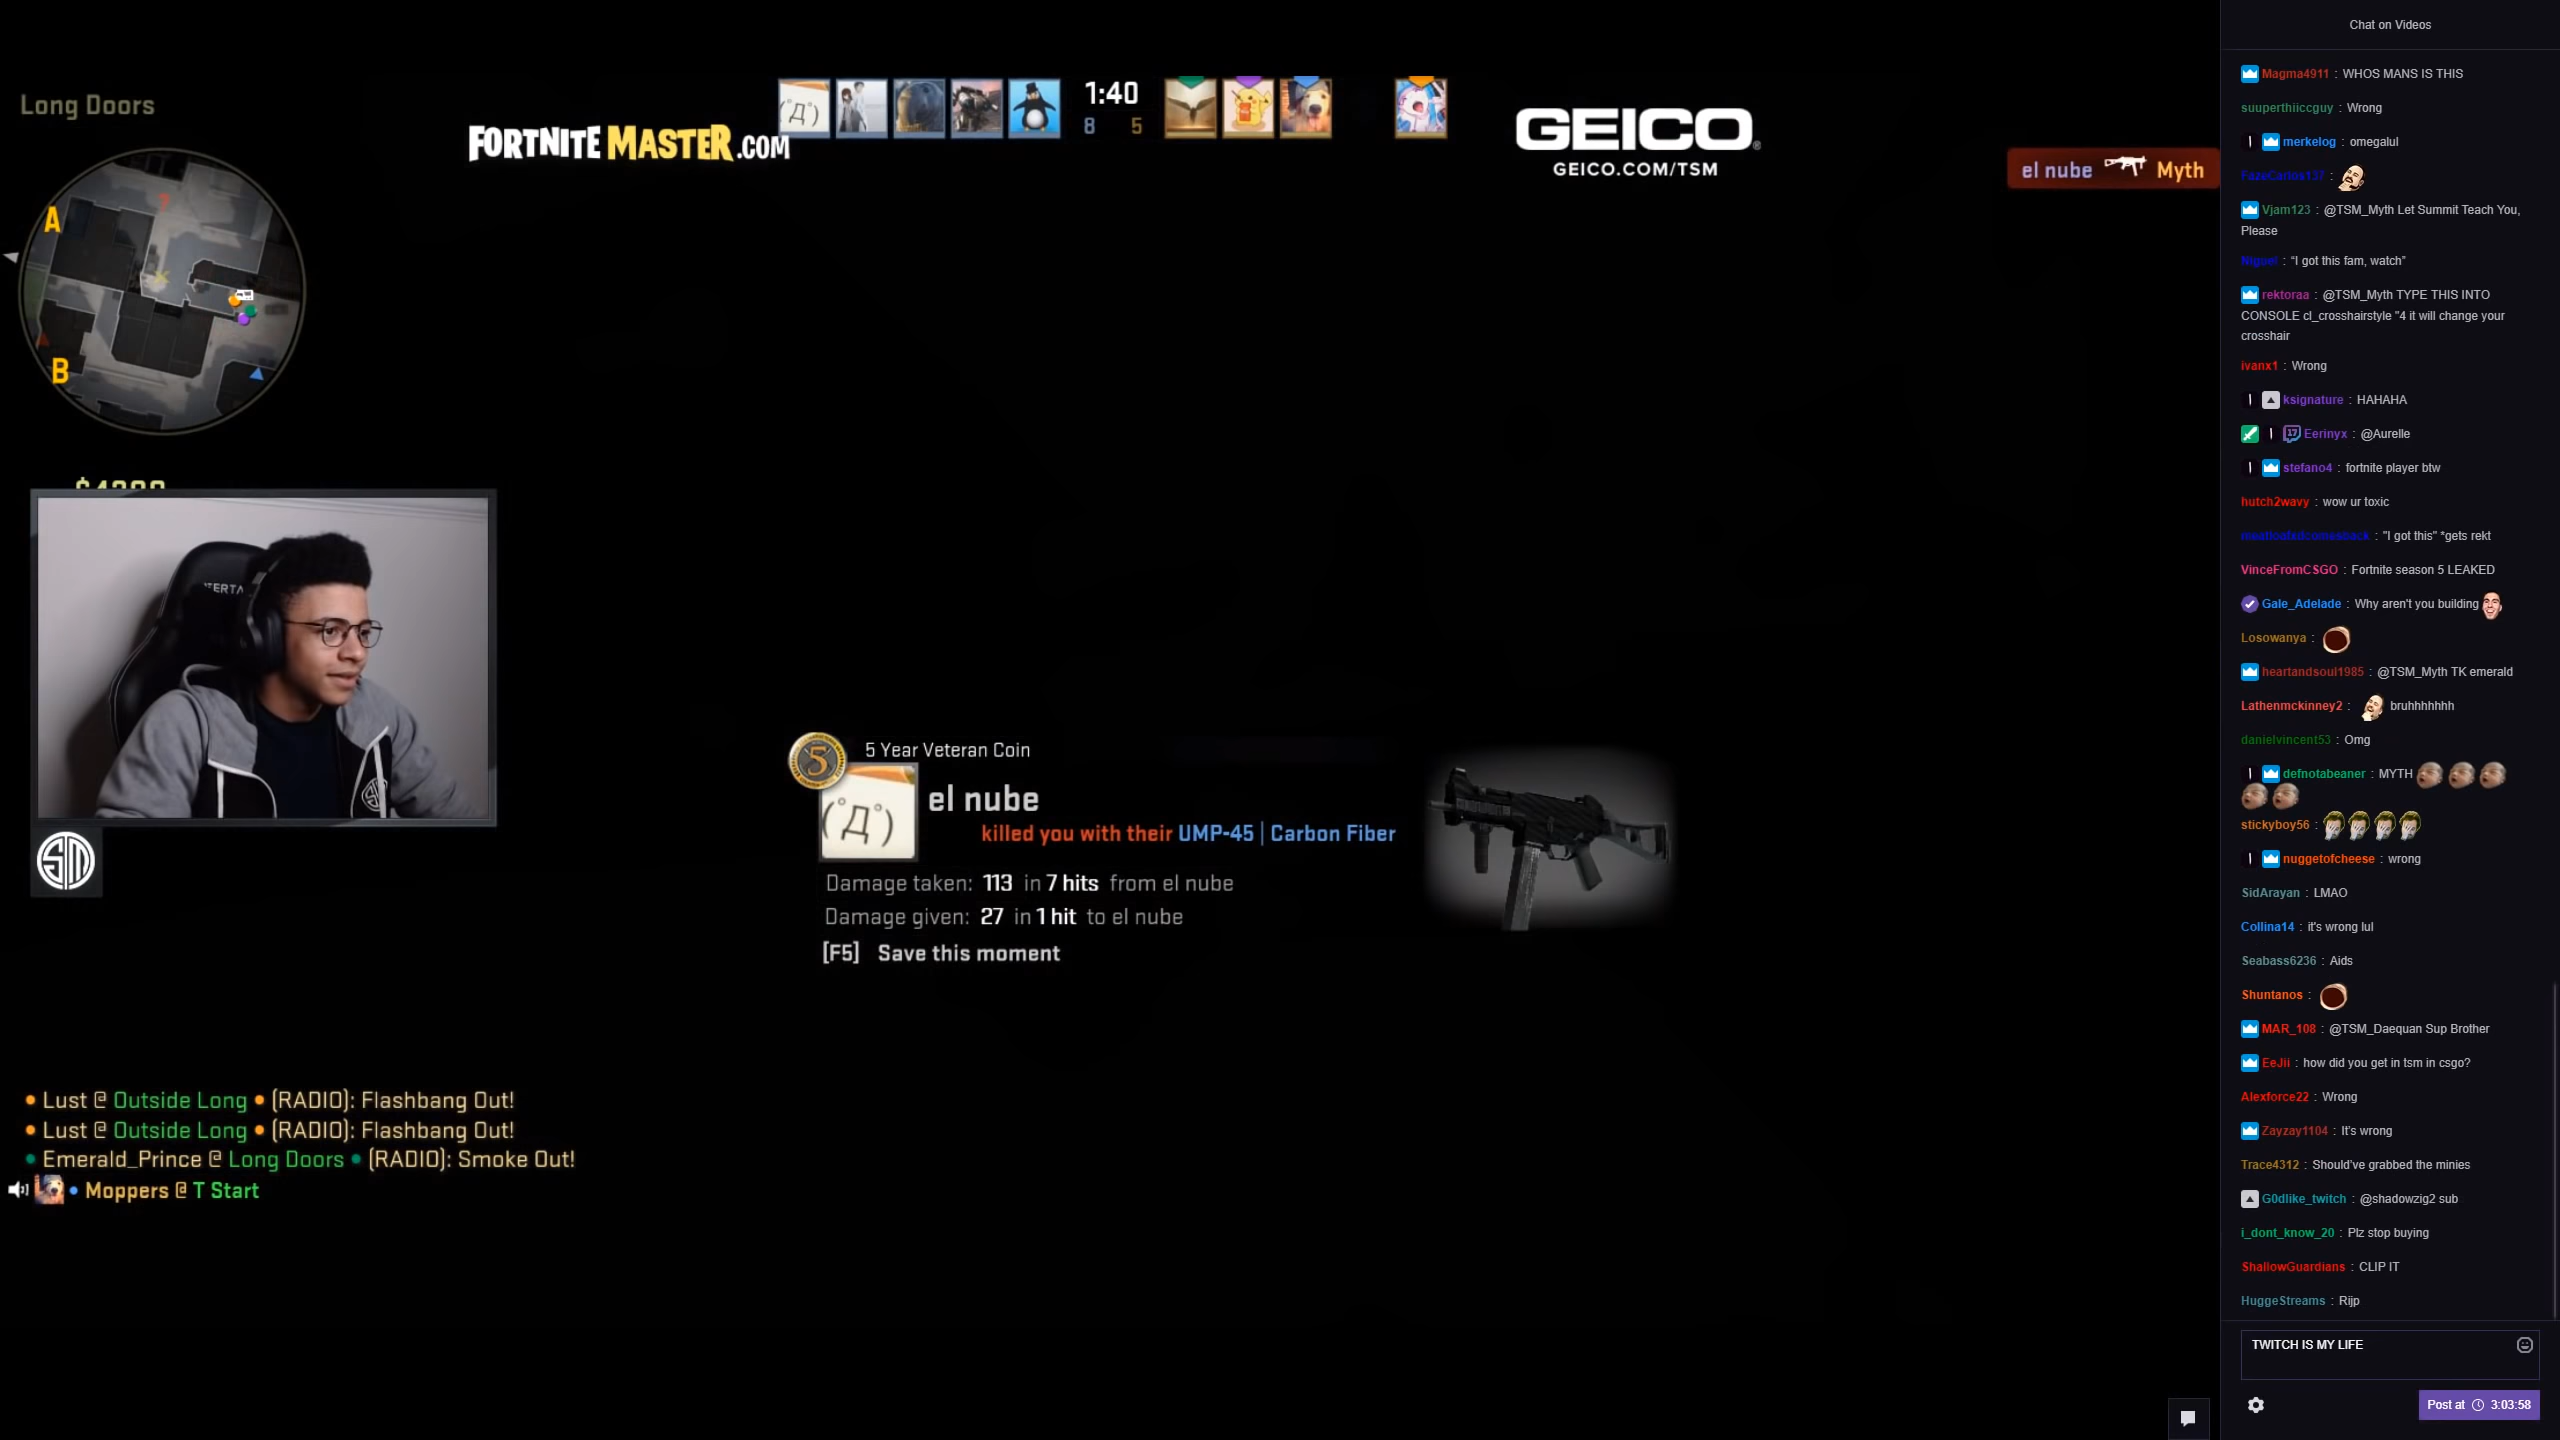 Chat on Videos
Long Doors
1:40
8 5
FORTNITE MASTER.COM
GEICO
GEICO.COM/TSM
el nube Myth
A
?
B
SM
5 Year Veteran Coin
5
(°Д°)
el nube
killed you with their UMP-45 | Carbon Fiber
Damage taken: 113 in 7 hits from el nube
Damage given: 27 in 1 hit to el nube
[F5] Save this moment
• Lust @ Outside Long • (RADIO): Flashbang Out!
• Lust @ Outside Long • (RADIO): Flashbang Out!
• Emerald_Prince @ Long Doors • (RADIO): Smoke Out!
• Moppers @ T Start
Magma4911 : WHOS MANS IS THIS
suuperthiiccguy : Wrong
merkelog : omegalul
FazeCarlos137 :
Vjam123 : @TSM_Myth Let Summit Teach You,
Please
: "I got this fam, watch"
rektoraa : @TSM_Myth TYPE THIS INTO
CONSOLE cl_crosshairstyle "4 it will change your
crosshair
ivanx1 : Wrong
ksignature : HAHAHA
17 Eerinyx : @Aurelle
stefano4 : fortnite player btw
hutch2wavy : wow ur toxic
: "I got this" *gets rekt
VinceFromCSGO : Fortnite season 5 LEAKED
Gale_Adelade : Why aren't you building
Losowanya :
heartandsoul1985 : @TSM_Myth TK emerald
Lathenmckinney2 : bruhhhhhhh
danielvincent53 : Omg
defnotabeaner : MYTH
stickyboy56 :
nuggetofcheese : wrong
SidArayan : LMAO
Collina14 : it's wrong lul
Seabass6236 : Aids
Shuntanos :
MAR_108 : @TSM_Daequan Sup Brother
EeJii : how did you get in tsm in csgo?
Alexforce22 : Wrong
Zayzay1104 : It's wrong
Trace4312 : Should've grabbed the minies
G0dlike_twitch : @shadowzig2 sub
i_dont_know_20 : Plz stop buying
ShallowGuardians : CLIP IT
HuggeStreams : Rijp
TWITCH IS MY LIFE
Post at 3:03:58